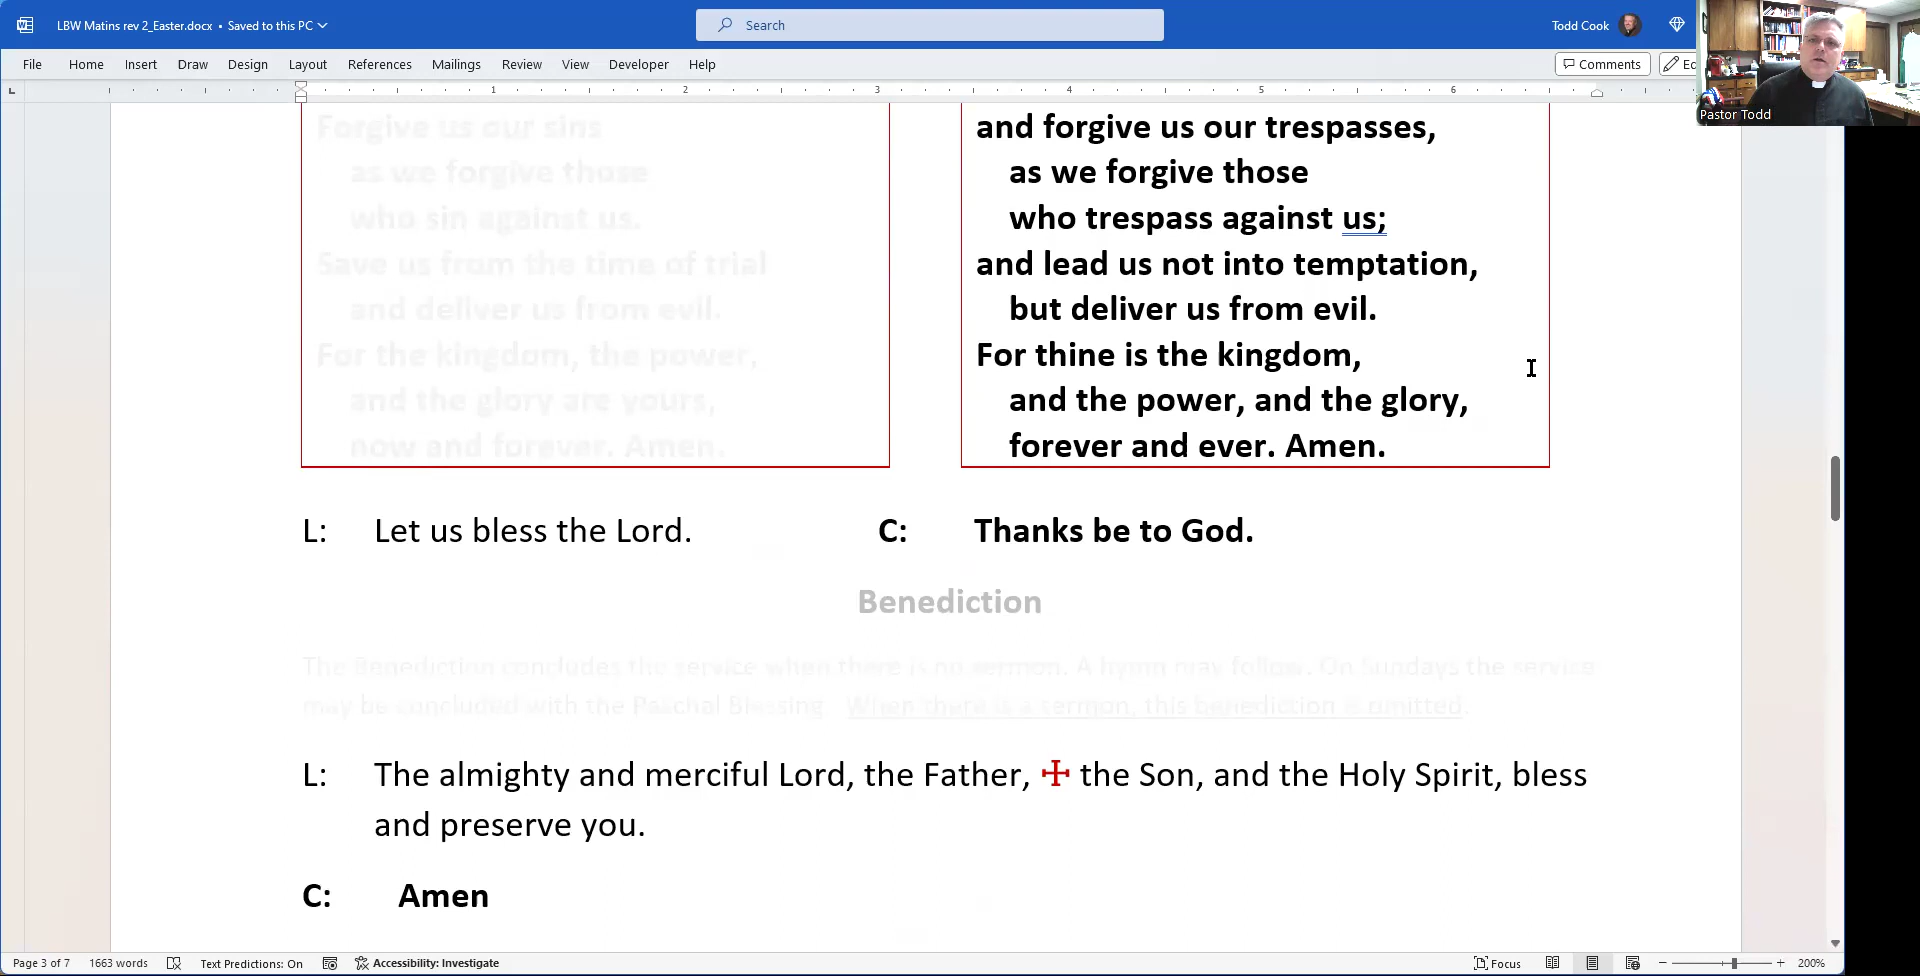 LBW Matins rev 2_Easter.docx • Saved to this PC
Search
Todd Cook
File Home Insert Draw Design Layout References Mailings Review View Developer Help
Comments
Ed
Pastor Todd
1 2 3 4 5 6
Forgive us our sins
as we forgive those
who sin against us.
Save us from the time of trial
and deliver us from evil.
For the kingdom, the power,
and the glory are yours,
now and forever. Amen.
and forgive us our trespasses,
as we forgive those
who trespass against us;
and lead us not into temptation,
but deliver us from evil.
For thine is the kingdom,
and the power, and the glory,
forever and ever. Amen.
L: Let us bless the Lord. C: Thanks be to God.
Benediction
The Benediction concludes the service when there is no sermon. A hymn may follow. On Sundays the service
may be concluded with the Paschal Blessing. When there is a sermon, this benediction is omitted.
L: The almighty and merciful Lord, the Father, ☩ the Son, and the Holy Spirit, bless
and preserve you.
C: Amen
Page 3 of 7 1663 words Text Predictions: On Accessibility: Investigate Focus 200%